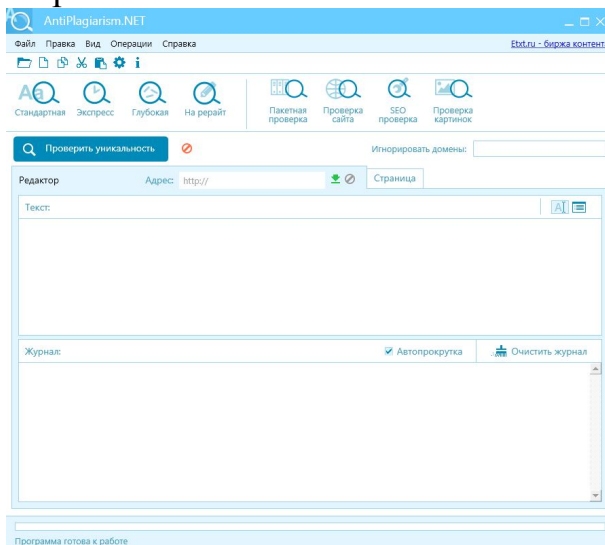 AntiPlagiarism.NET
Файл Правка Вид Операции Справка Etxt.ru - биржа контент
Стандартная Экспресс Глубокая На рерайт Пакетная проверка Проверка сайта SEO проверка Проверка картинок
Проверить уникальность Игнорировать домены:
Редактор Адрес: http:// Страница
Текст:
Журнал: Автопрокрутка Очистить журнал
Программа готова к работе